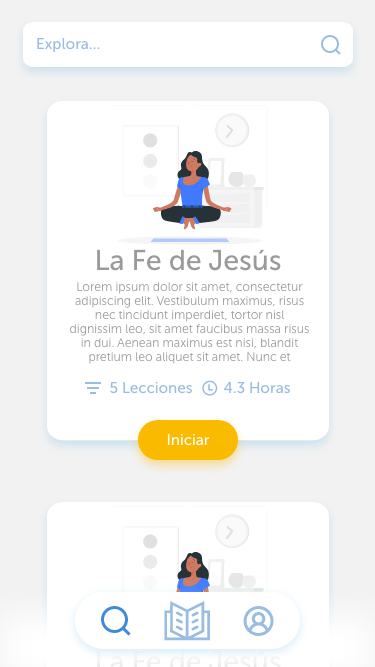 Explora...
La Fe de Jesús
Lorem ipsum dolor sit amet, consectetur
adipiscing elit. Vestibulum maximus, risus
nec tincidunt imperdiet, tortor nisl
dignissim leo, sit amet faucibus massa risus
in dui. Aenean maximus est nisi, blandit
pretium leo aliquet sit amet. Nunc et
5 Lecciones 4.3 Horas
Iniciar
La Fe de Jesús